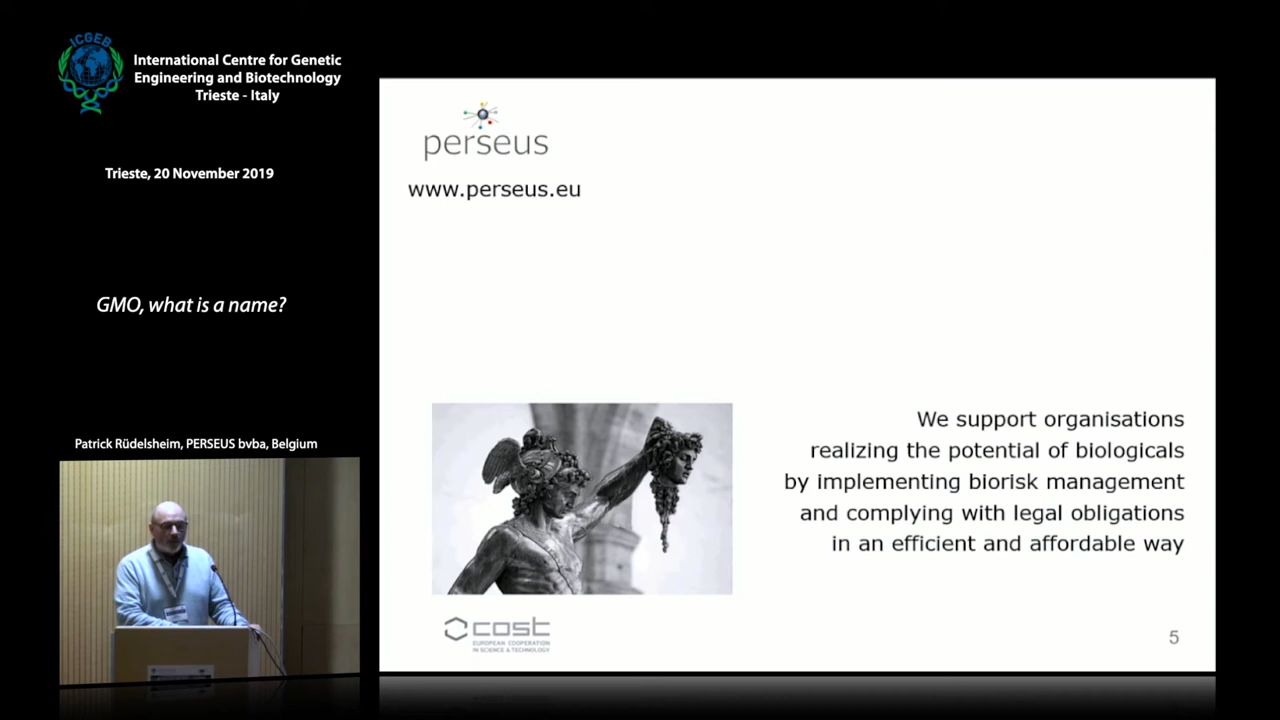 ICGEB
International Centre for Genetic
Engineering and Biotechnology
Trieste - Italy
Trieste, 20 November 2019
GMO, what is a name?
Patrick Rüdelsheim, PERSEUS bvba, Belgium
perseus
www.perseus.eu
We support organisations
realizing the potential of biologicals
by implementing biorisk management
and complying with legal obligations
in an efficient and affordable way
cost
EUROPEAN COOPERATION
IN SCIENCE & TECHNOLOGY
5